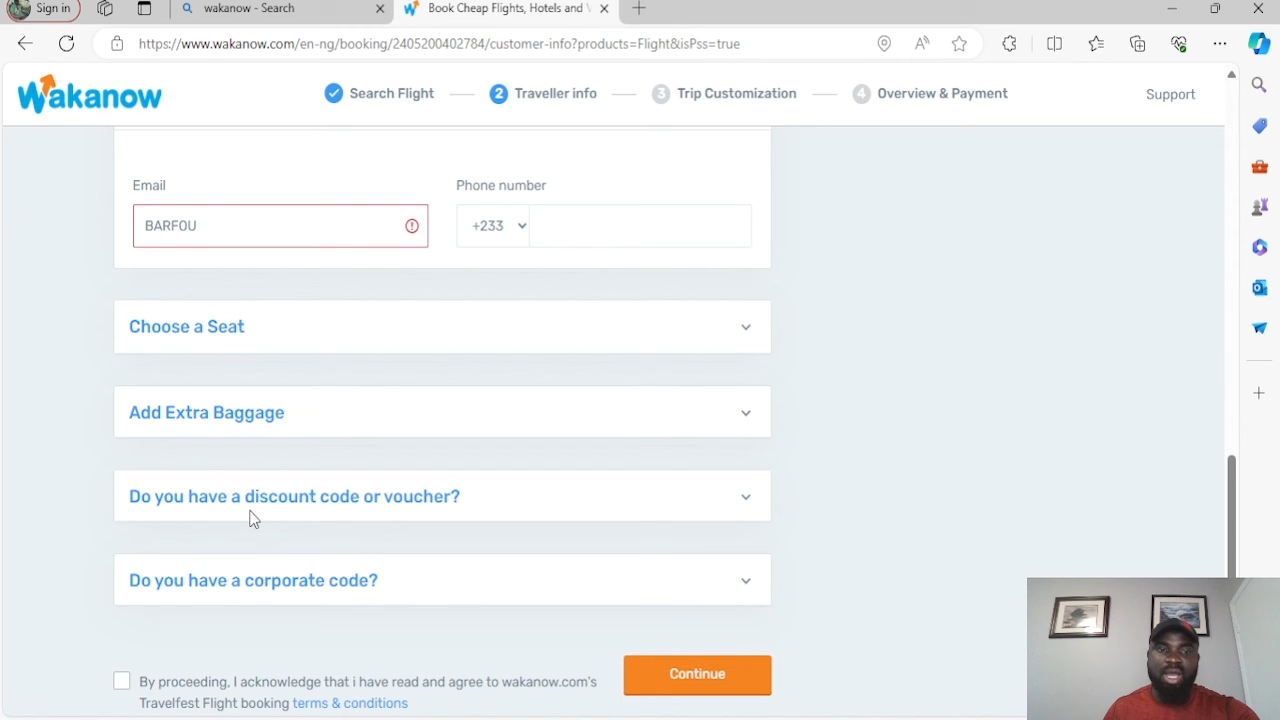 Sign in
wakanow - Search
Book Cheap Flights, Hotels and
https://www.wakanow.com/en-ng/booking/2405200402784/customer-info?products=Flight&isPss=true
Wakanow
Search Flight
2 Traveller info
3 Trip Customization
4 Overview & Payment
Support
Email
Phone number
BARFOU
+233
Choose a Seat
Add Extra Baggage
Do you have a discount code or voucher?
Do you have a corporate code?
By proceeding, I acknowledge that i have read and agree to wakanow.com's
Travelfest Flight booking terms & conditions
Continue